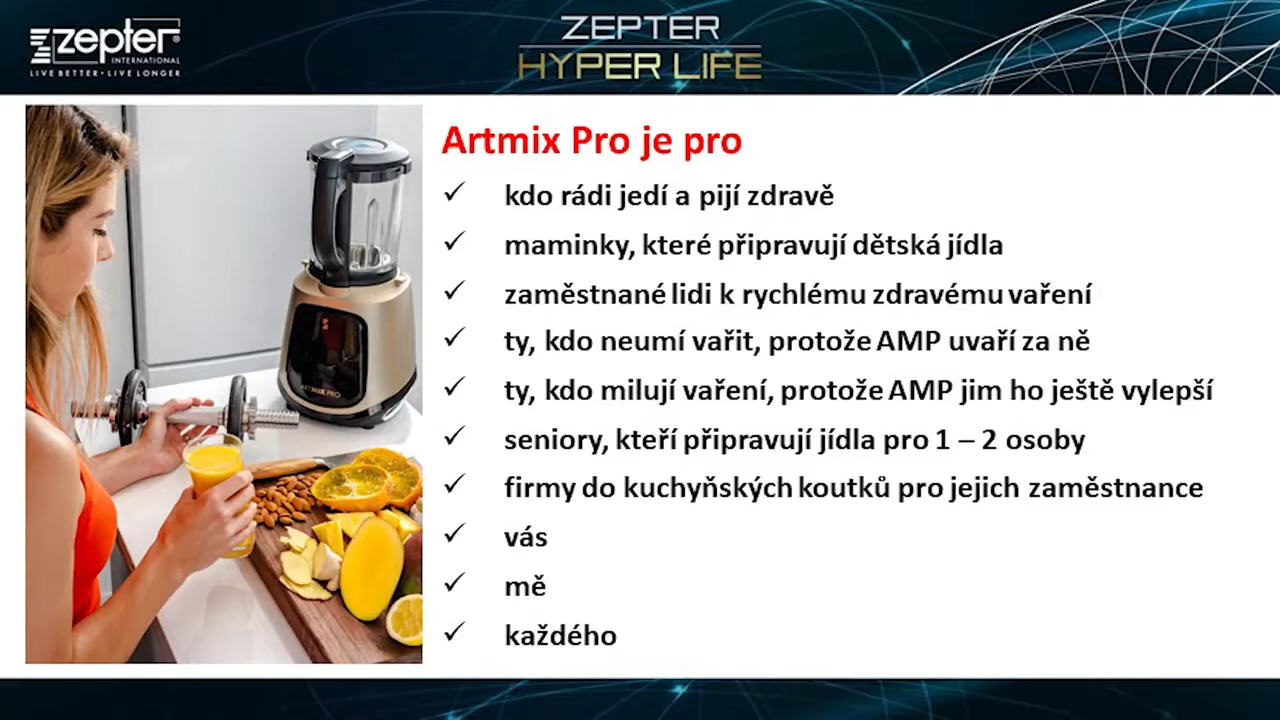 zepter
INTERNATIONAL
LIVE BETTER • LIVE LONGER
ZEPTER
HYPER LIFE
Artmix Pro je pro
✓ kdo rádi jedí a pijí zdravě
✓ maminky, které připravují dětská jídla
✓ zaměstnané lidi k rychlému zdravému vaření
✓ ty, kdo neumí vařit, protože AMP uvaří za ně
✓ ty, kdo milují vaření, protože AMP jim ho ještě vylepší
✓ seniory, kteří připravují jídla pro 1 – 2 osoby
✓ firmy do kuchyňských koutků pro jejich zaměstnance
✓ vás
✓ mě
✓ každého
ARTMIX PRO